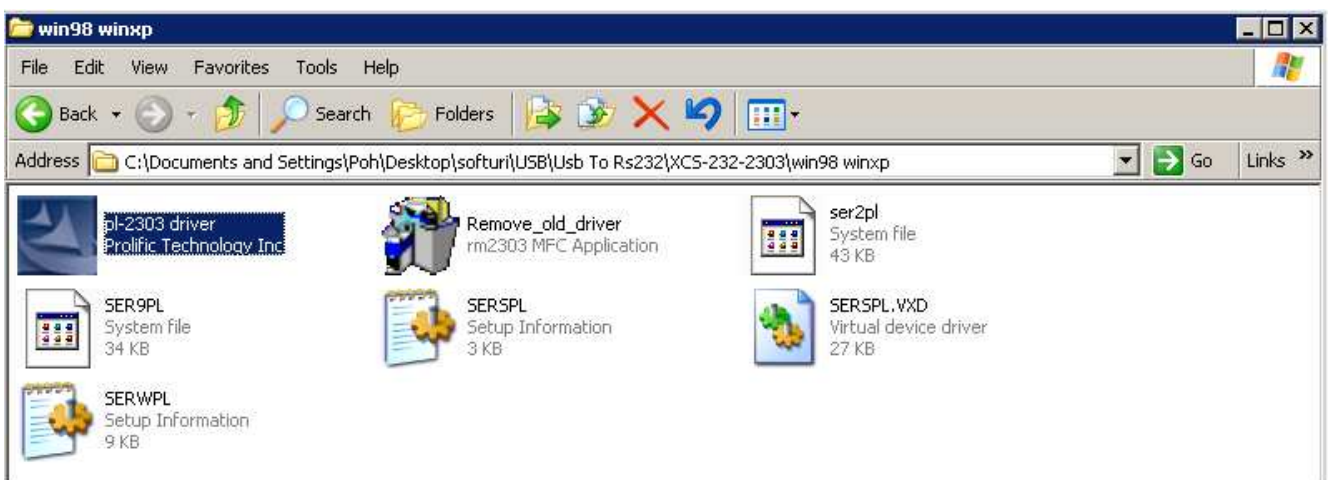 win98 winxp
File Edit View Favorites Tools Help
Back Search Folders
Address C:\Documents and Settings\Poh\Desktop\softuri\USB\Usb To Rs232\XCS-232-2303\win98 winxp Go Links »
pl-2303 driver
Prolific Technology Inc
Remove_old_driver
rm2303 MFC Application
ser2pl
System file
43 KB
SER9PL
System file
34 KB
SERSPL
Setup Information
3 KB
SERSPL.VXD
Virtual device driver
27 KB
SERWPL
Setup Information
9 KB